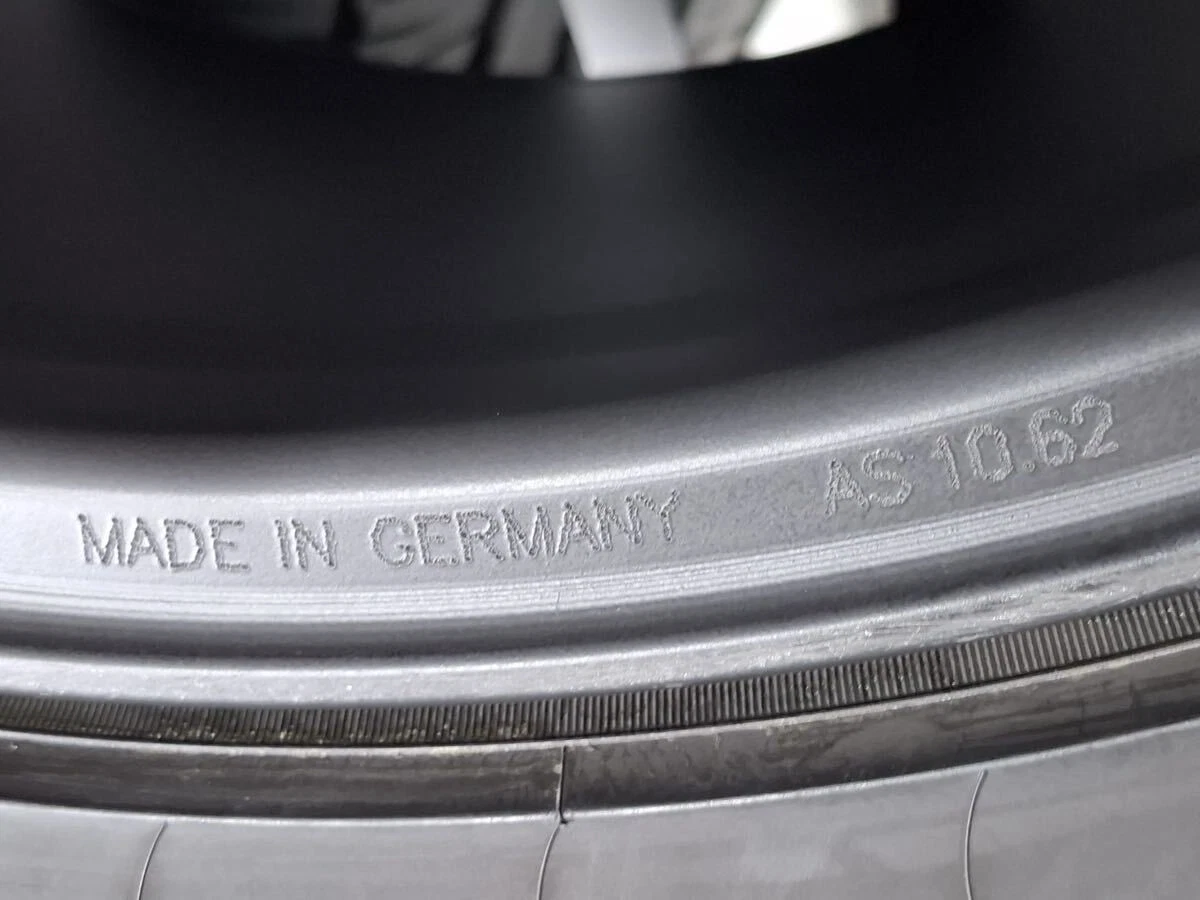 MADE IN GERMANY AS 10.62